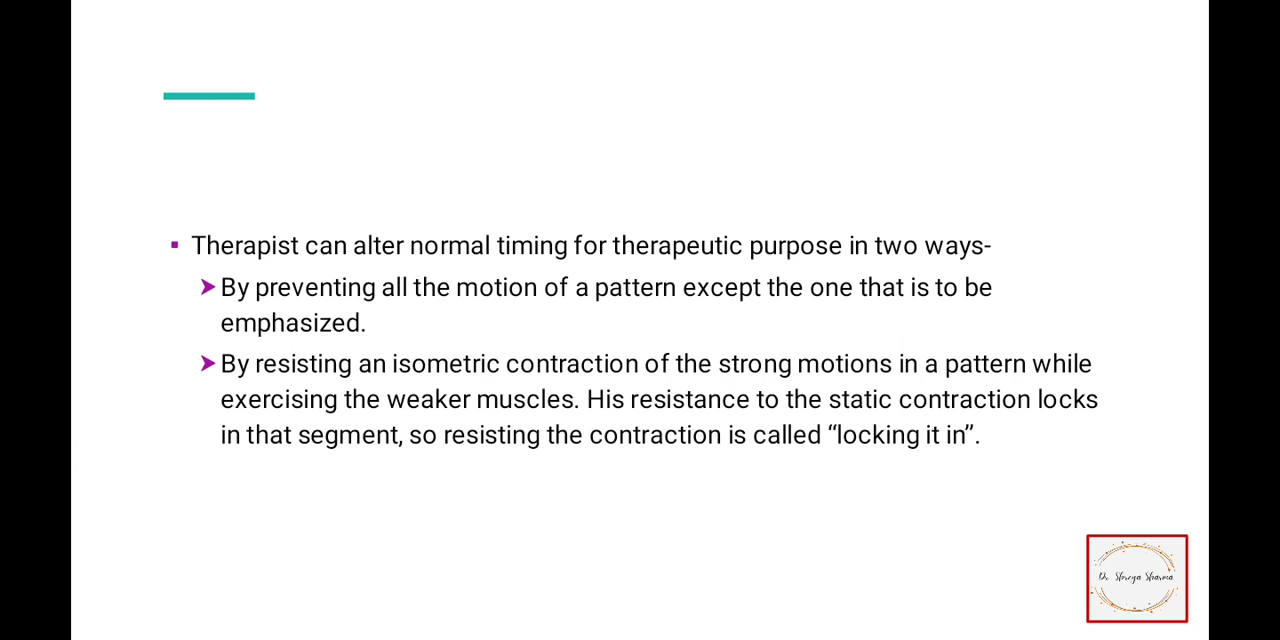 Therapist can alter normal timing for therapeutic purpose in two ways-
By preventing all the motion of a pattern except the one that is to be
emphasized.
By resisting an isometric contraction of the strong motions in a pattern while
exercising the weaker muscles. His resistance to the static contraction locks
in that segment, so resisting the contraction is called “locking it in”.
Dr Shreya Sharma